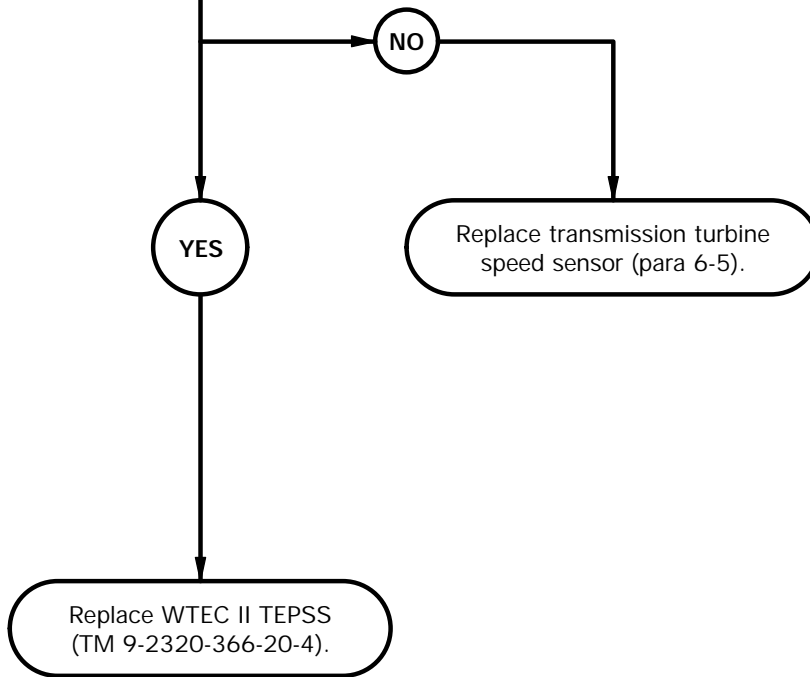 NO
YES
Replace transmission turbine
speed sensor (para 6-5).
Replace WTEC II TEPSS
(TM 9-2320-366-20-4).